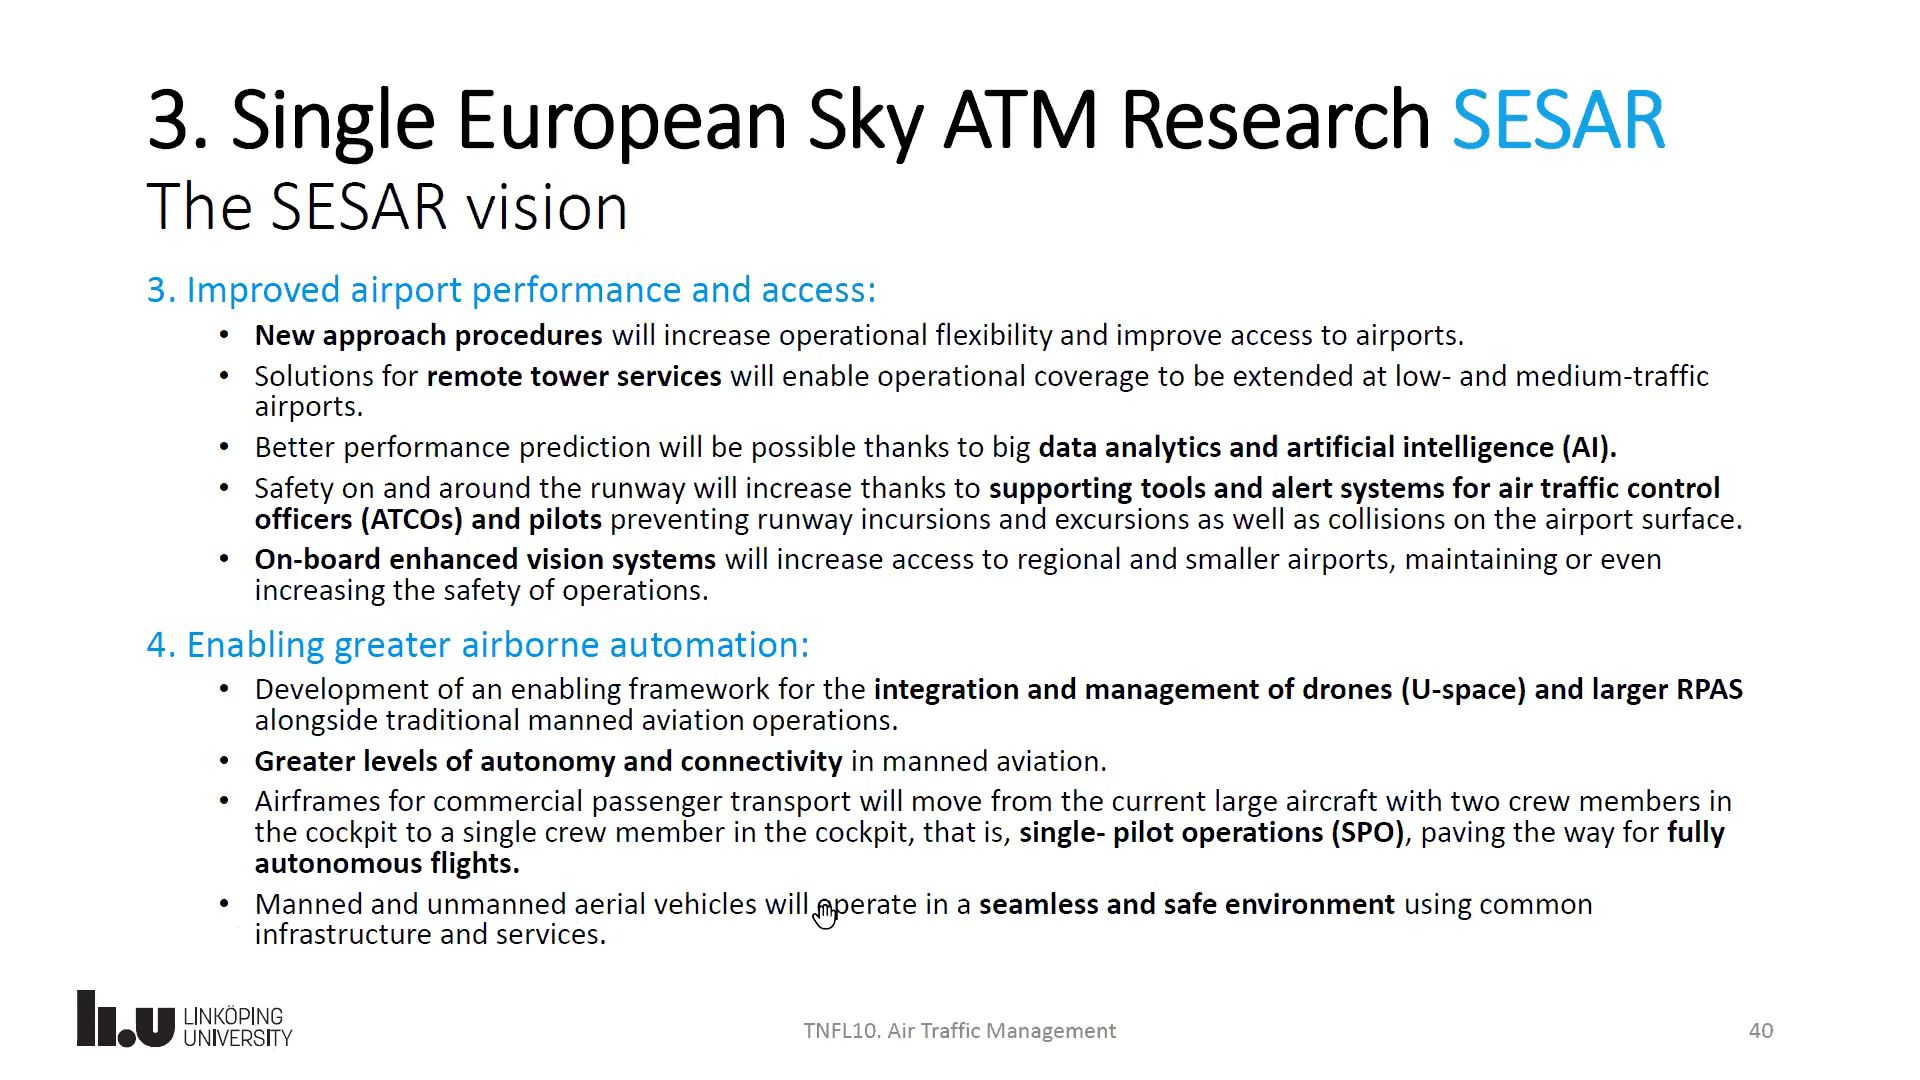 3. Single European Sky ATM Research SESAR
The SESAR vision
3. Improved airport performance and access:
• New approach procedures will increase operational flexibility and improve access to airports.
• Solutions for remote tower services will enable operational coverage to be extended at low- and medium-traffic
airports.
• Better performance prediction will be possible thanks to big data analytics and artificial intelligence (AI).
• Safety on and around the runway will increase thanks to supporting tools and alert systems for air traffic control
officers (ATCOs) and pilots preventing runway incursions and excursions as well as collisions on the airport surface.
• On-board enhanced vision systems will increase access to regional and smaller airports, maintaining or even
increasing the safety of operations.
4. Enabling greater airborne automation:
• Development of an enabling framework for the integration and management of drones (U-space) and larger RPAS
alongside traditional manned aviation operations.
• Greater levels of autonomy and connectivity in manned aviation.
• Airframes for commercial passenger transport will move from the current large aircraft with two crew members in
the cockpit to a single crew member in the cockpit, that is, single- pilot operations (SPO), paving the way for fully
autonomous flights.
• Manned and unmanned aerial vehicles will operate in a seamless and safe environment using common
infrastructure and services.
li.u LINKÖPING
UNIVERSITY
TNFL10. Air Traffic Management
40